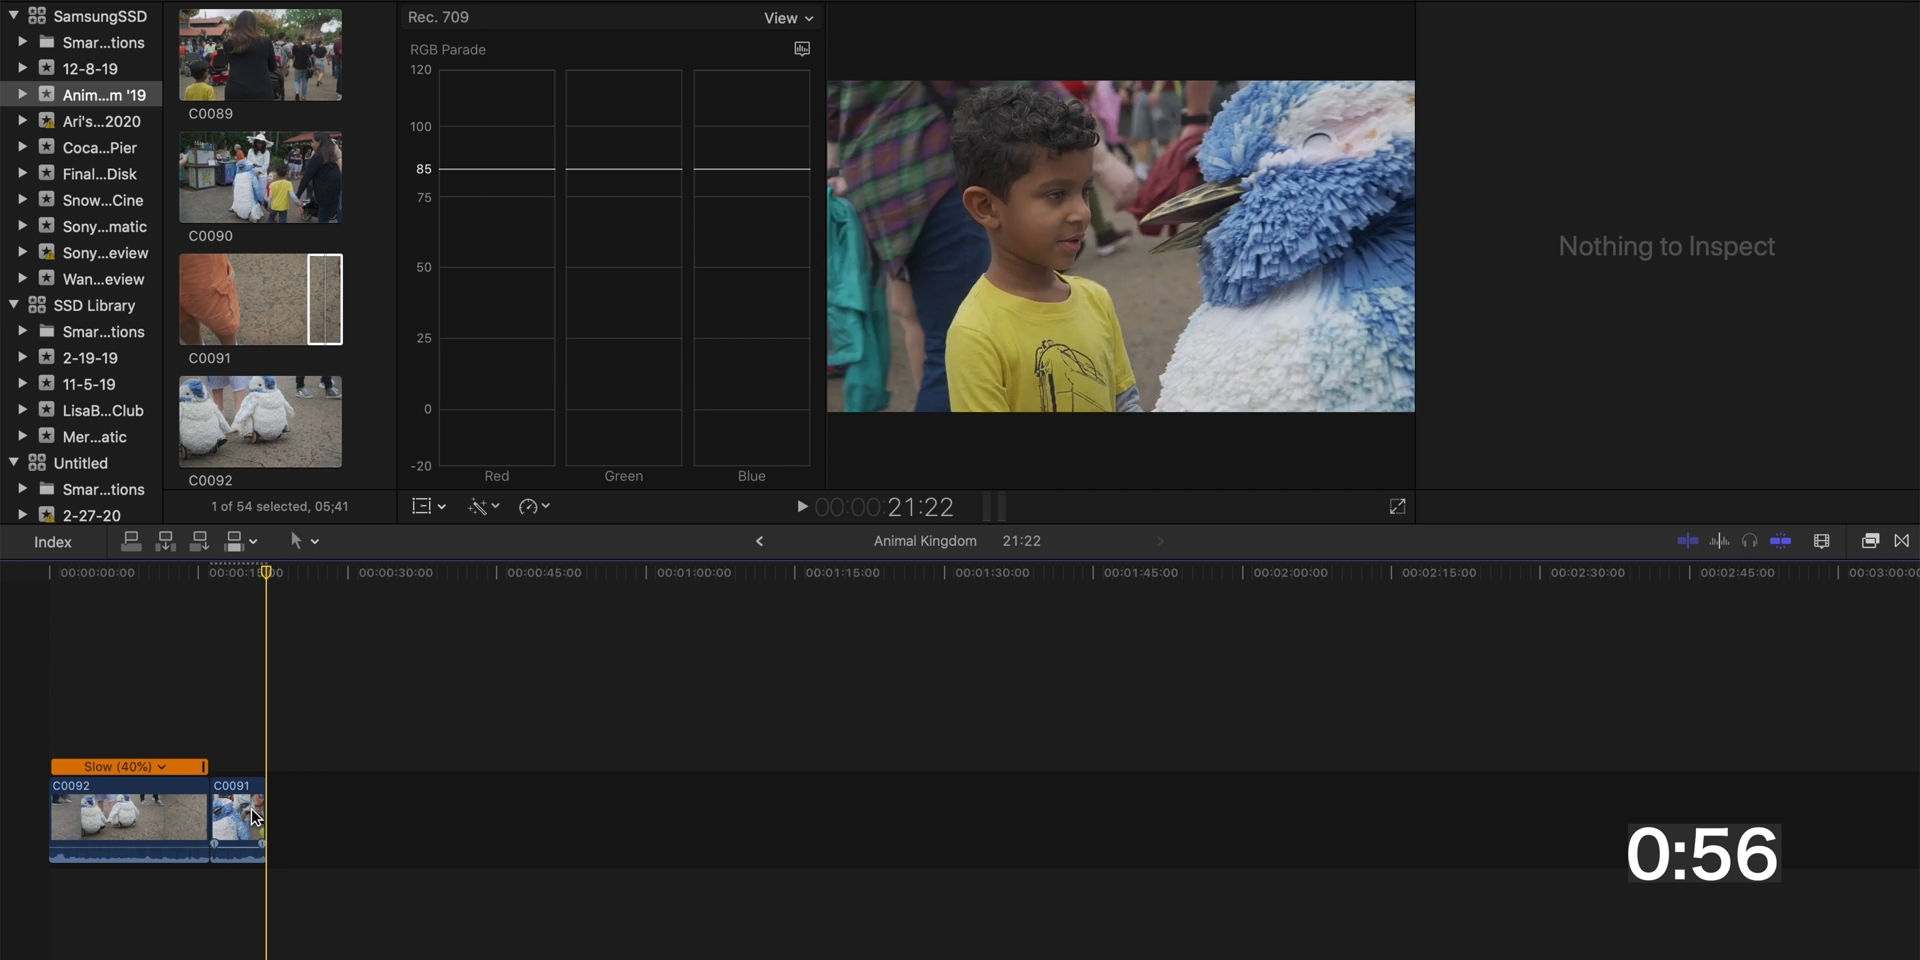 SamsungSSD
Smar...tions
12-8-19
Anim...m '19
Ari's...2020
Coca...Pier
Final...Disk
Snow...Cine
Sony...matic
Sony...eview
Wan...eview
SSD Library
Smar...tions
2-19-19
11-5-19
LisaB...Club
Mer...atic
Untitled
Smar...tions
2-27-20
C0089
C0090
C0091
C0092
1 of 54 selected, 05;41
Rec. 709
View
RGB Parade
120
100
85
75
50
25
0
-20
Red Green Blue
00:00:21:22
Nothing to Inspect
Index
Animal Kingdom 21:22
00:00:00:00 00:00:15:00 00:00:30:00 00:00:45:00 00:01:00:00 00:01:15:00 00:01:30:00 00:01:45:00 00:02:00:00 00:02:15:00 00:02:30:00 00:02:45:00 00:03:00:00
Slow (40%)
C0092 C0091
0:56